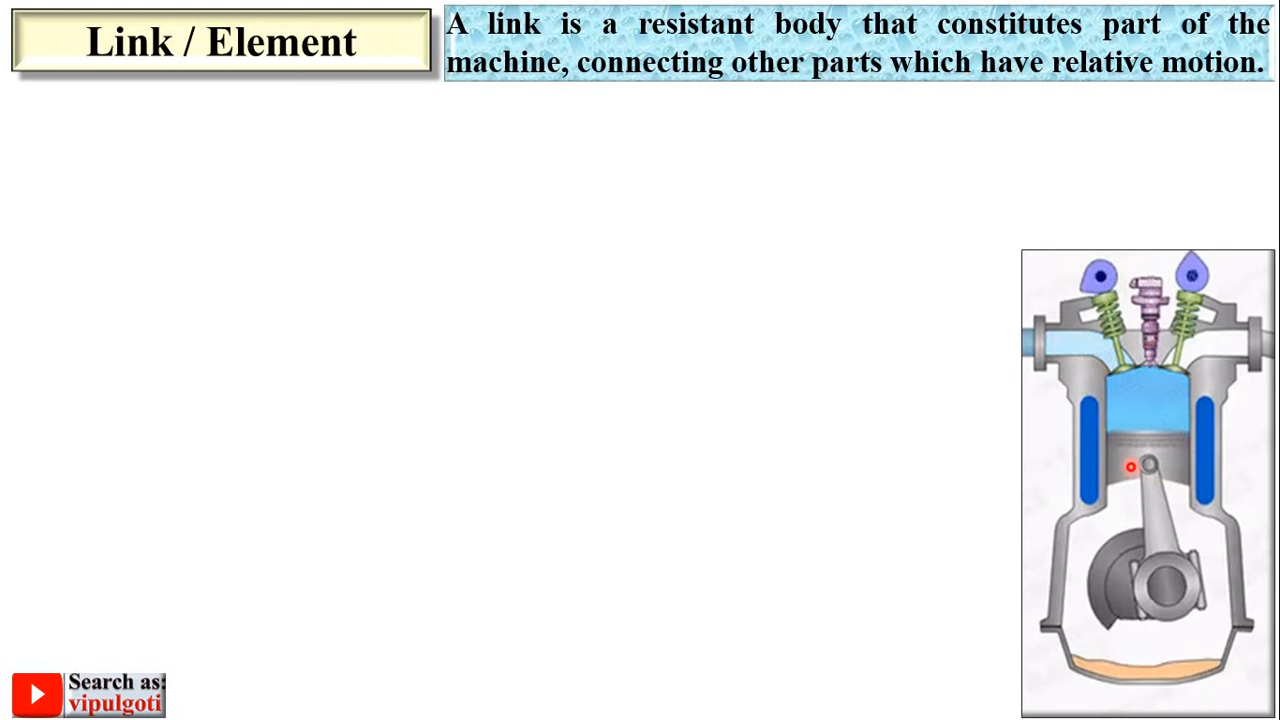 Link / Element
A link is a resistant body that constitutes part of the
machine, connecting other parts which have relative motion.
Search as:
vipulgoti